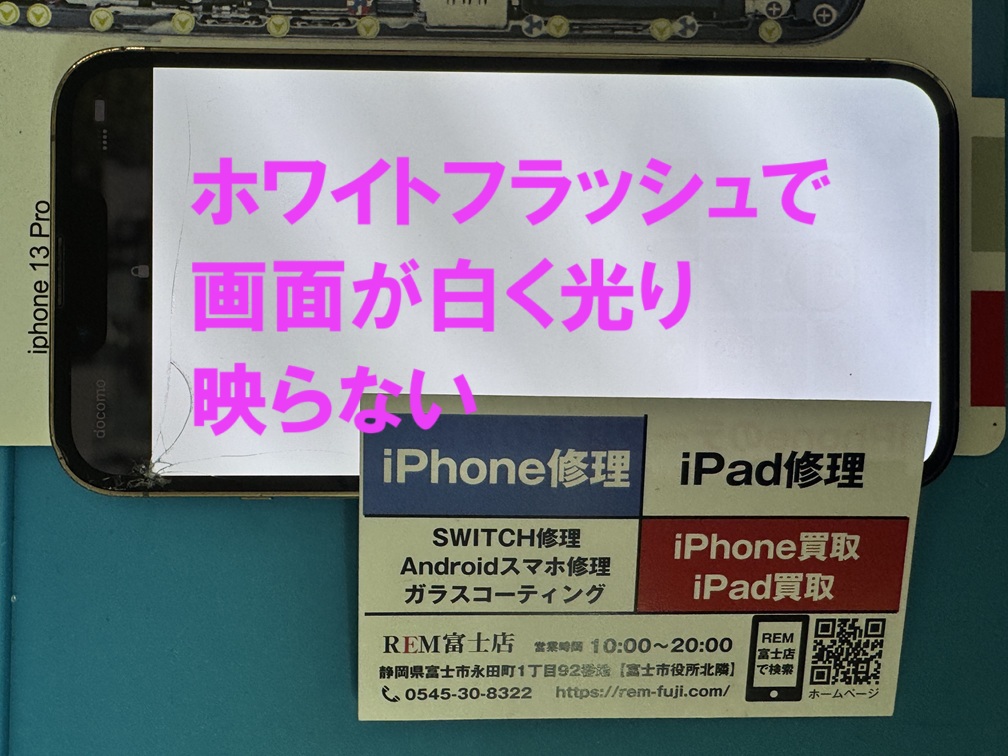 iphone 13 Pro
docomo
ホワイトフラッシュで
画面が白く光り
映らない
iPhone修理
iPad修理
SWITCH修理
Androidスマホ修理
ガラスコーティング
iPhone買取
iPad買取
REM富士店
営業時間 10:00~20:00
静岡県富士市永田町1丁目92番地【富士市役所北隣】
0545-30-8322 https://rem-fuji.com/
REM
富士店
で検索
ホームページ